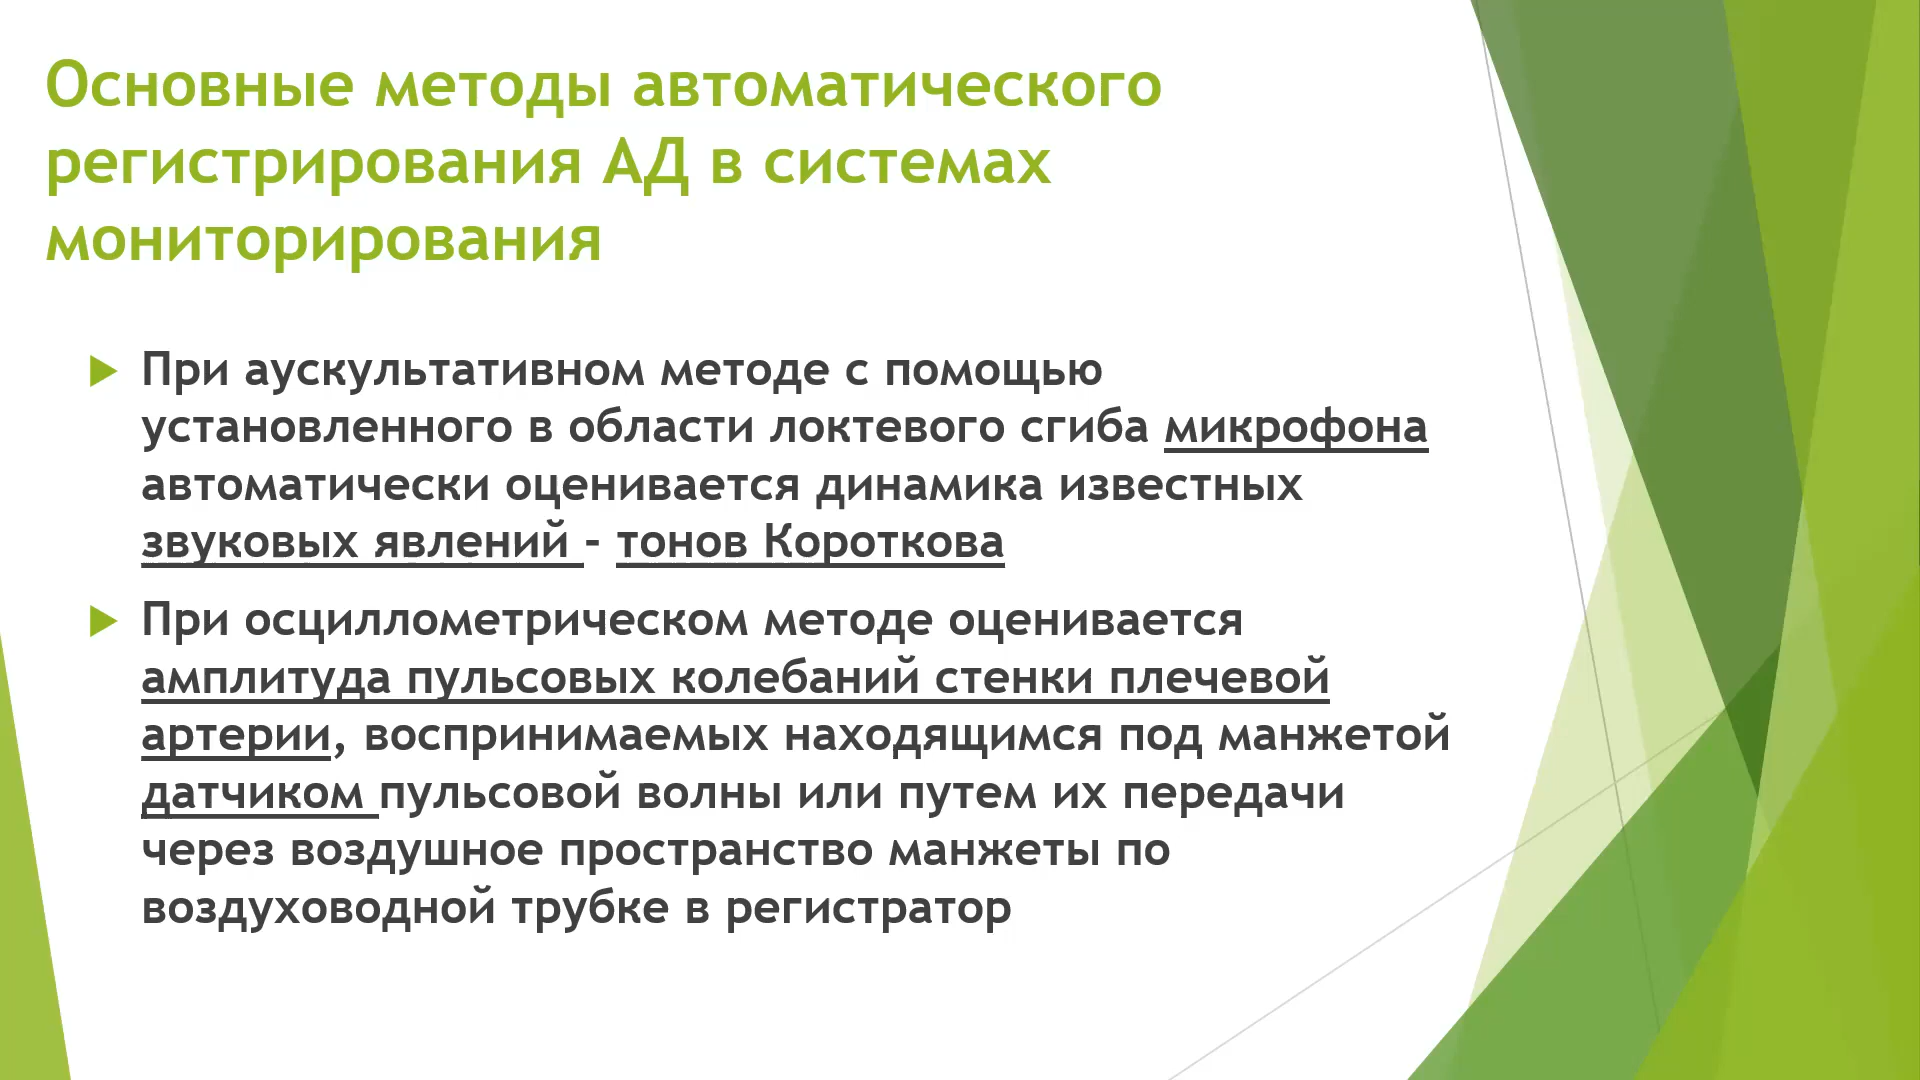 Основные методы автоматического
регистрирования АД в системах
мониторирования
При аускультативном методе с помощью
установленного в области локтевого сгиба микрофона
автоматически оценивается динамика известных
звуковых явлений - тонов Короткова
При осциллометрическом методе оценивается
амплитуда пульсовых колебаний стенки плечевой
артерии, воспринимаемых находящимся под манжетой
датчиком пульсовой волны или путем их передачи
через воздушное пространство манжеты по
воздуховодной трубке в регистратор